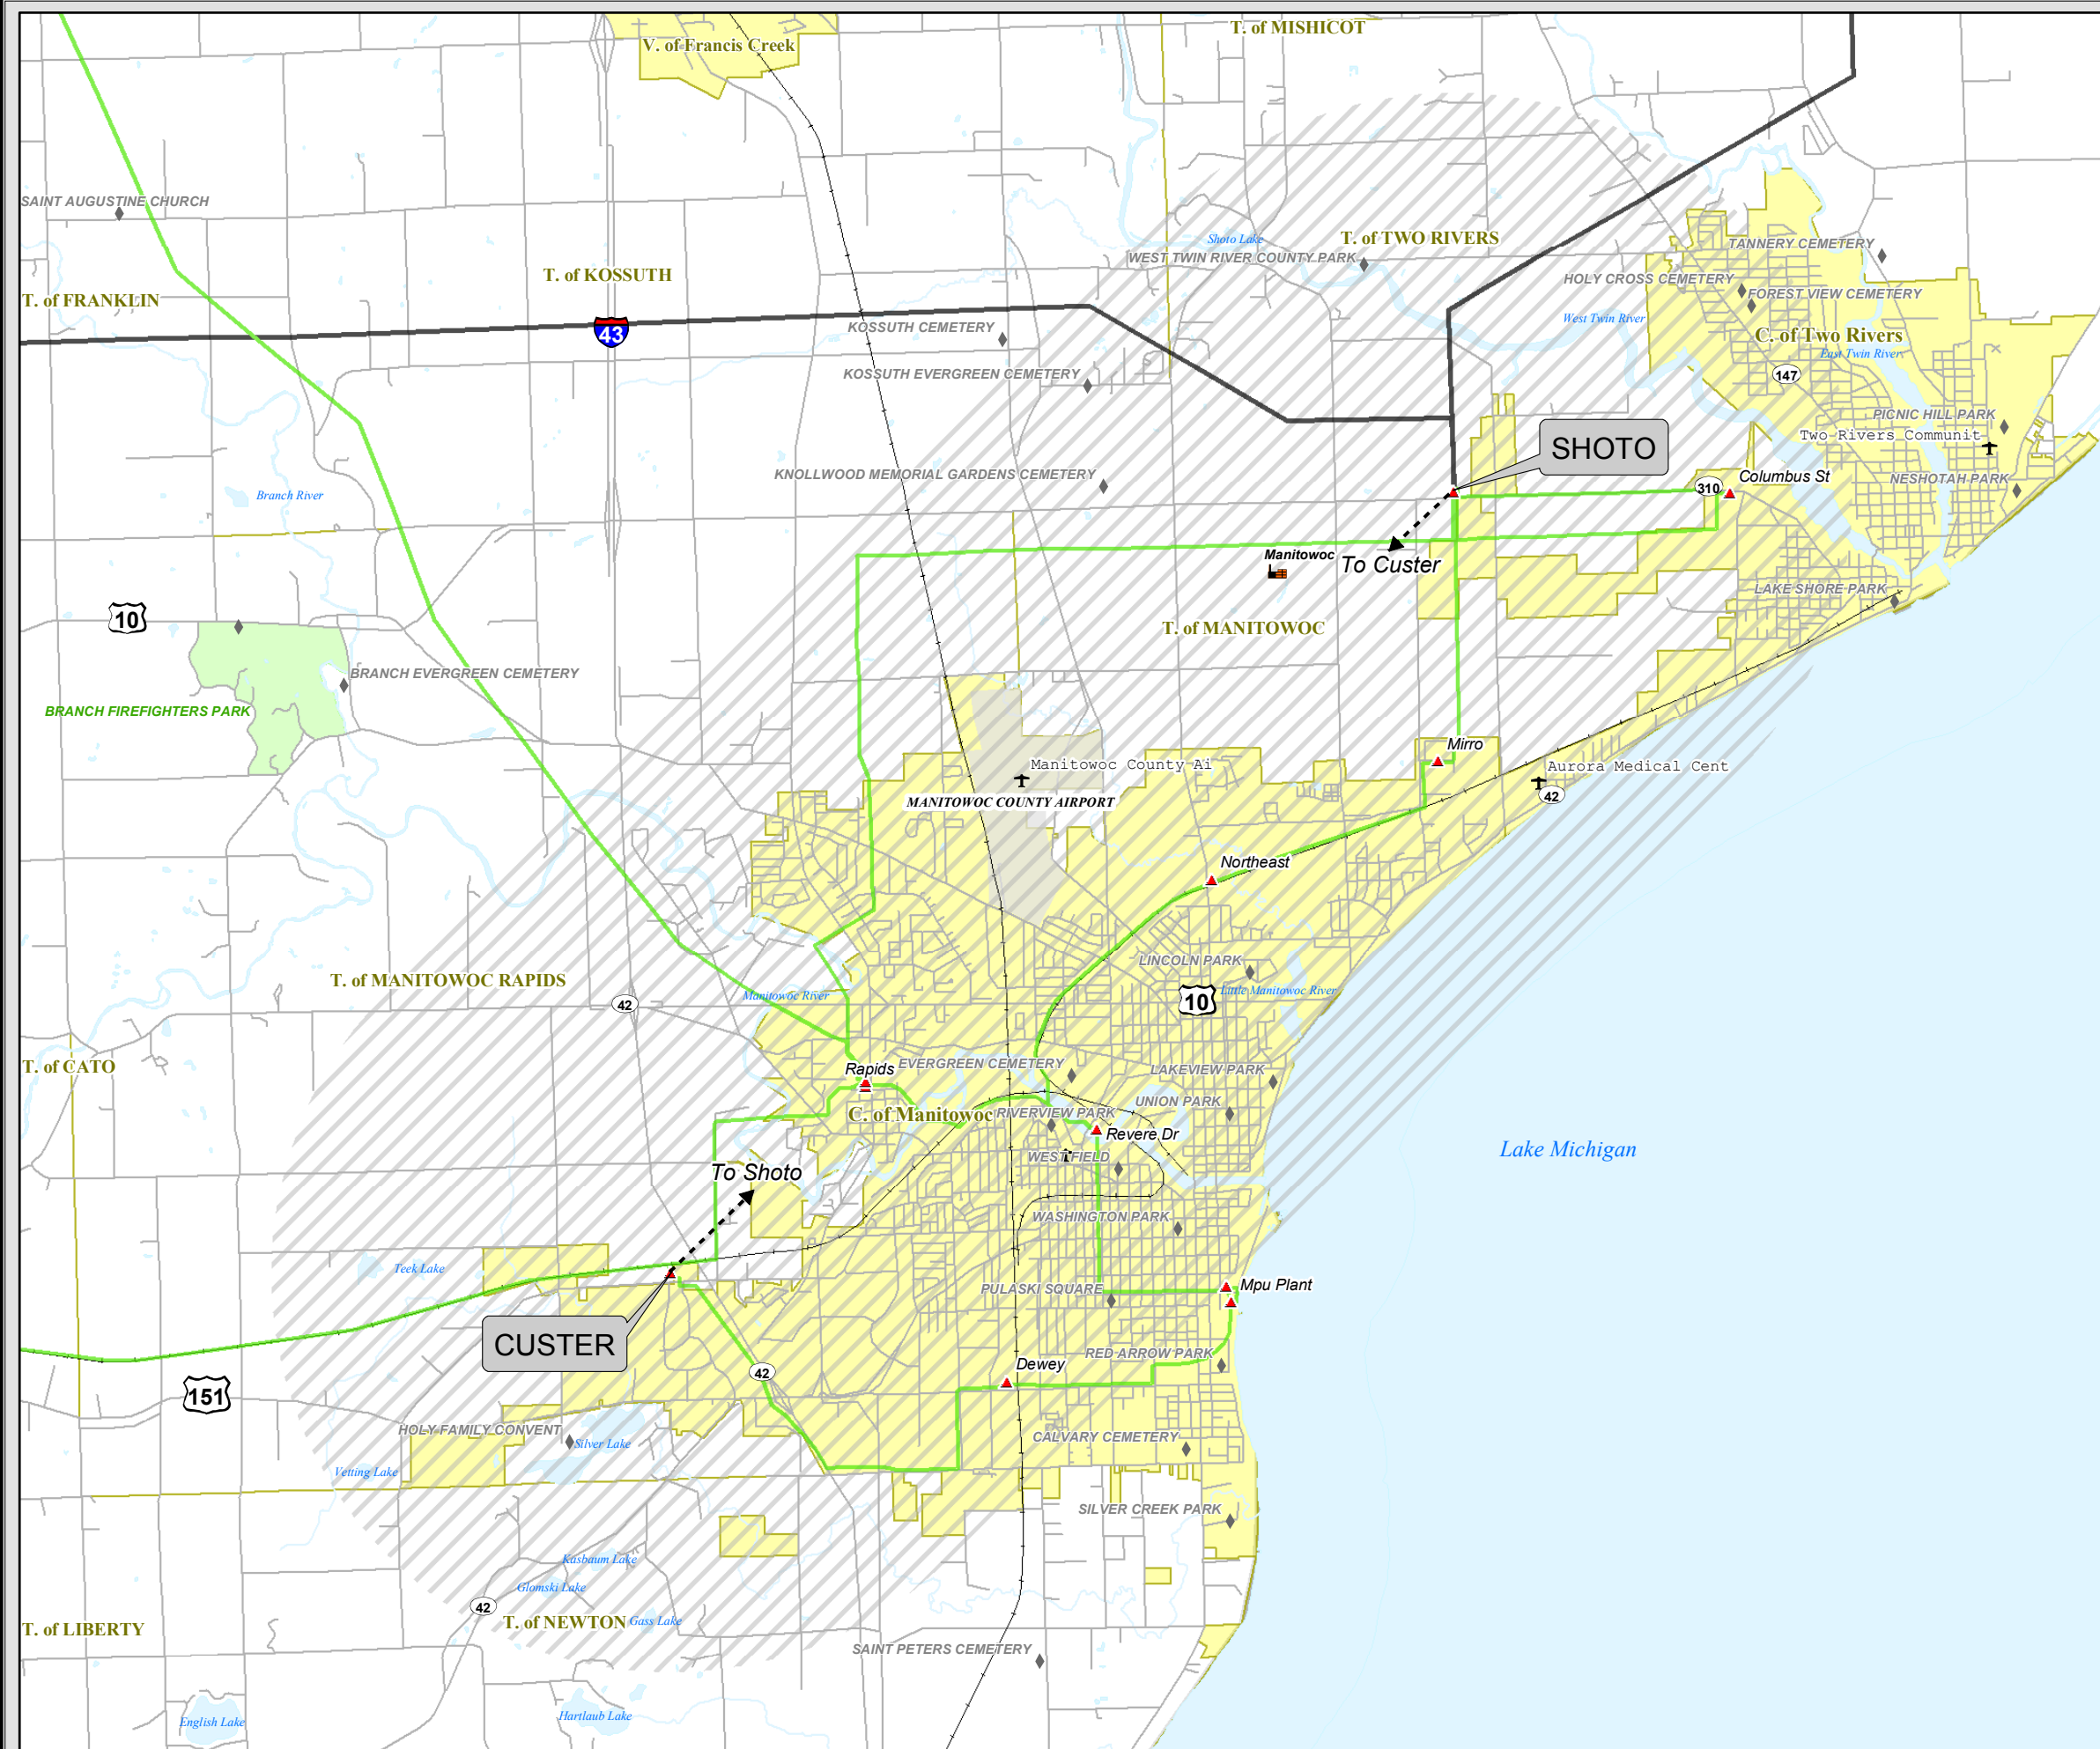 T. of MISHICOT
V. of Francis Creek
SAINT AUGUSTINE CHURCH
T. of TWO RIVERS
Shoto Lake
TANNERY CEMETERY
WEST TWIN RIVER COUNTY PARK
T. of KOSSUTH
HOLY CROSS CEMETERY
T. of FRANKLIN
FOREST VIEW CEMETERY
West Twin River
43
KOSSUTH CEMETERY
C. of Two Rivers
East Twin River
KOSSUTH EVERGREEN CEMETERY
147
PICNIC HILL PARK
Two Rivers Communit
SHOTO
KNOLLWOOD MEMORIAL GARDENS CEMETERY
Columbus St
NESHOTAH PARK
310
Branch River
Manitowoc
To Custer
LAKE SHORE PARK
10
T. of MANITOWOC
BRANCH EVERGREEN CEMETERY
BRANCH FIREFIGHTERS PARK
Mirro
Manitowoc County Ai
Aurora Medical Cent
42
MANITOWOC COUNTY AIRPORT
Northeast
LINCOLN PARK
T. of MANITOWOC RAPIDS
Little Manitowoc River
Manitowoc River
10
42
T. of CATO
EVERGREEN CEMETERY
Rapids
LAKEVIEW PARK
UNION PARK
C. of Manitowoc
RIVERVIEW PARK
Revere Dr
Lake Michigan
WEST FIELD
To Shoto
WASHINGTON PARK
Teek Lake
PULASKI SQUARE
Mpu Plant
CUSTER
RED ARROW PARK
Dewey
42
151
HOLY FAMILY CONVENT
CALVARY CEMETERY
Silver Lake
Vetting Lake
SILVER CREEK PARK
Kasbaum Lake
Glomski Lake
42
T. of NEWTON
Gass Lake
T. of LIBERTY
SAINT PETERS CEMETERY
English Lake
Hartlaub Lake